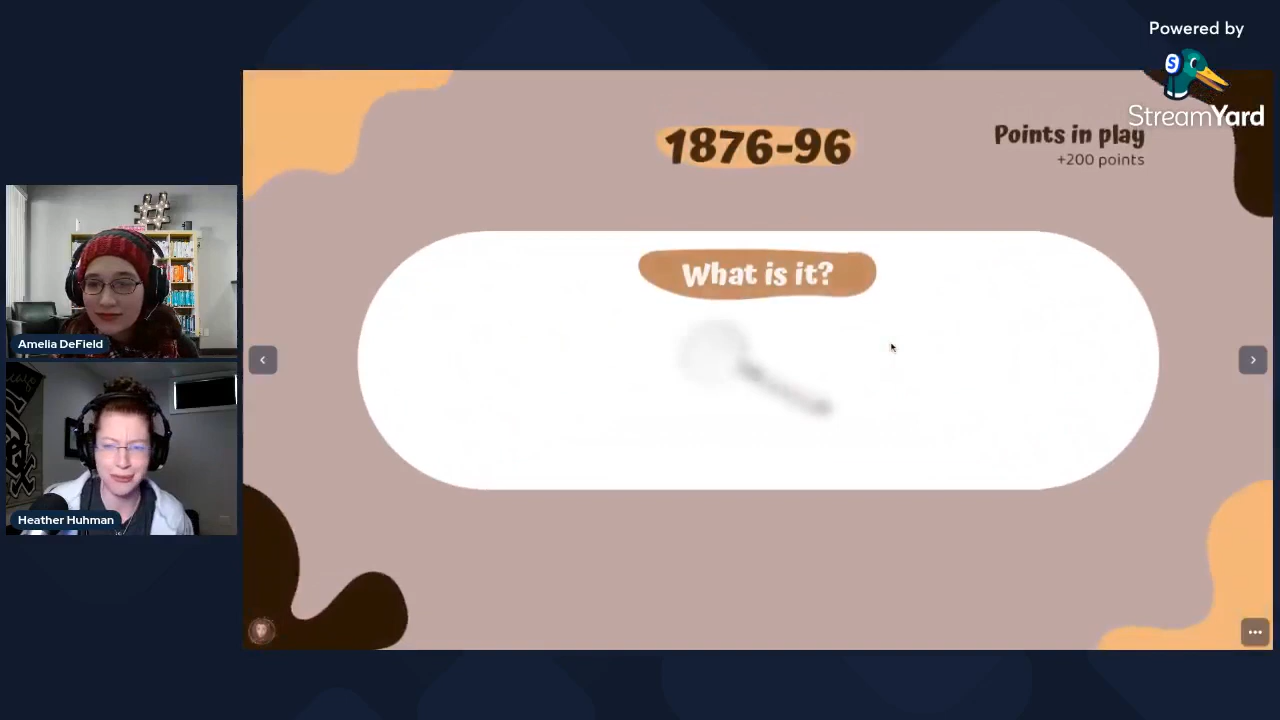 Powered by
StreamYard
1876-96
Points in play
+200 points
What is it?
Amelia DeField
Heather Huhman